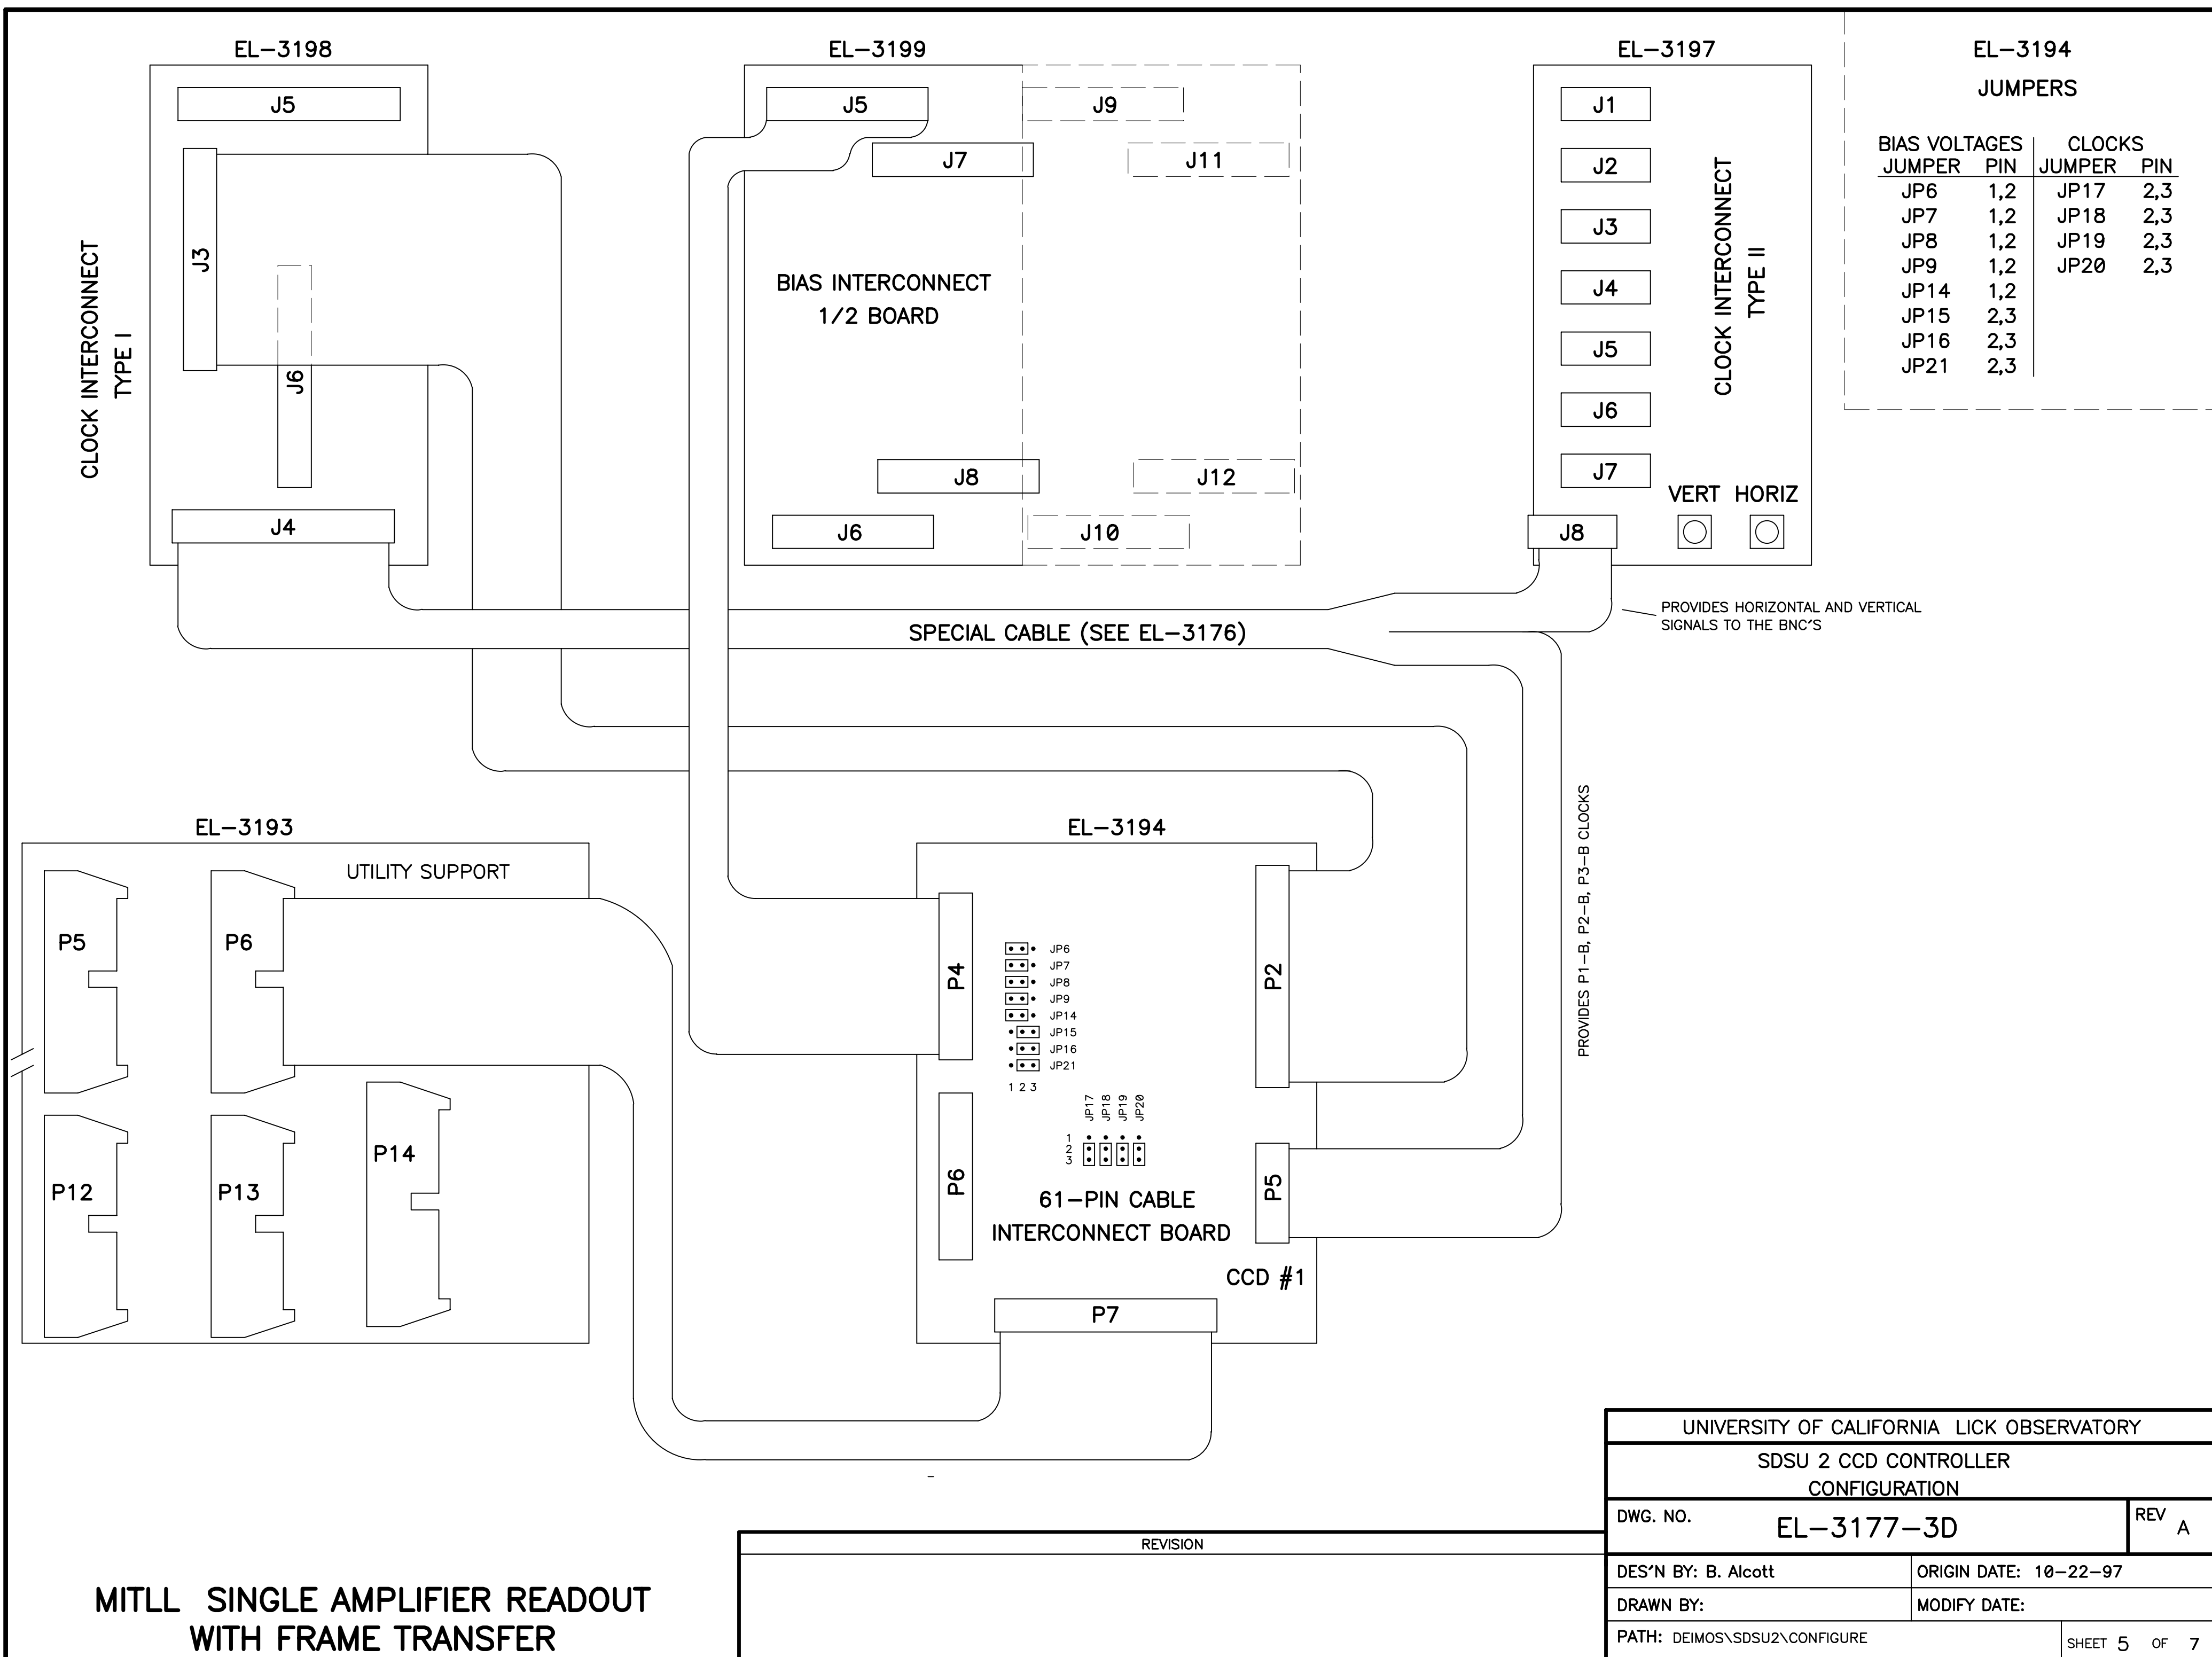 EL-3198
J5
J3
J6
J4
CLOCK INTERCONNECT
TYPE I
EL-3199
J5
J9
J7
J11
BIAS INTERCONNECT
1/2 BOARD
J8
J12
J6
J10
EL-3197
J1
J2
J3
J4
J5
J6
J7
VERT HORIZ
J8
CLOCK INTERCONNECT
TYPE II
EL-3194
JUMPERS
BIAS VOLTAGES CLOCKS
JUMPER PIN JUMPER PIN
JP6 1,2 JP17 2,3
JP7 1,2 JP18 2,3
JP8 1,2 JP19 2,3
JP9 1,2 JP20 2,3
JP14 1,2
JP15 2,3
JP16 2,3
JP21 2,3
PROVIDES HORIZONTAL AND VERTICAL
SIGNALS TO THE BNC'S
SPECIAL CABLE (SEE EL-3176)
PROVIDES P1-B, P2-B, P3-B CLOCKS
EL-3193
UTILITY SUPPORT
P5
P6
P12
P13
P14
EL-3194
P4
P2
JP6
JP7
JP8
JP9
JP14
JP15
JP16
JP21
1 2 3
JP17
JP18
JP19
JP20
1
2
3
P6
P5
61-PIN CABLE
INTERCONNECT BOARD
CCD #1
P7
MITLL SINGLE AMPLIFIER READOUT
WITH FRAME TRANSFER
REVISION
UNIVERSITY OF CALIFORNIA LICK OBSERVATORY
SDSU 2 CCD CONTROLLER
CONFIGURATION
DWG. NO. EL-3177-3D REV A
DES'N BY: B. Alcott ORIGIN DATE: 10-22-97
DRAWN BY: MODIFY DATE:
PATH: DEIMOS\SDSU2\CONFIGURE SHEET 5 OF 7